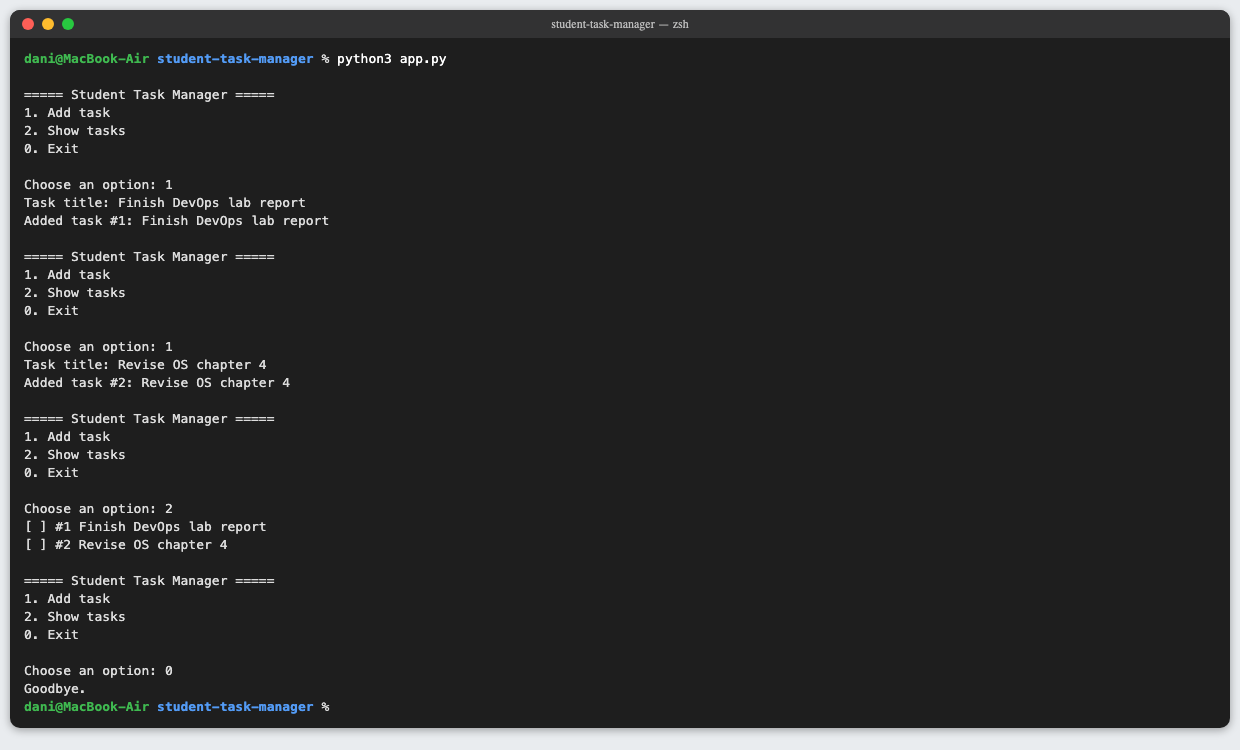 student-task-manager — zsh
dani@MacBook-Air student-task-manager % python3 app.py
===== Student Task Manager =====
1. Add task
2. Show tasks
0. Exit
Choose an option: 1
Task title: Finish DevOps lab report
Added task #1: Finish DevOps lab report
===== Student Task Manager =====
1. Add task
2. Show tasks
0. Exit
Choose an option: 1
Task title: Revise OS chapter 4
Added task #2: Revise OS chapter 4
===== Student Task Manager =====
1. Add task
2. Show tasks
0. Exit
Choose an option: 2
[ ] #1 Finish DevOps lab report
[ ] #2 Revise OS chapter 4
===== Student Task Manager =====
1. Add task
2. Show tasks
0. Exit
Choose an option: 0
Goodbye.
dani@MacBook-Air student-task-manager %